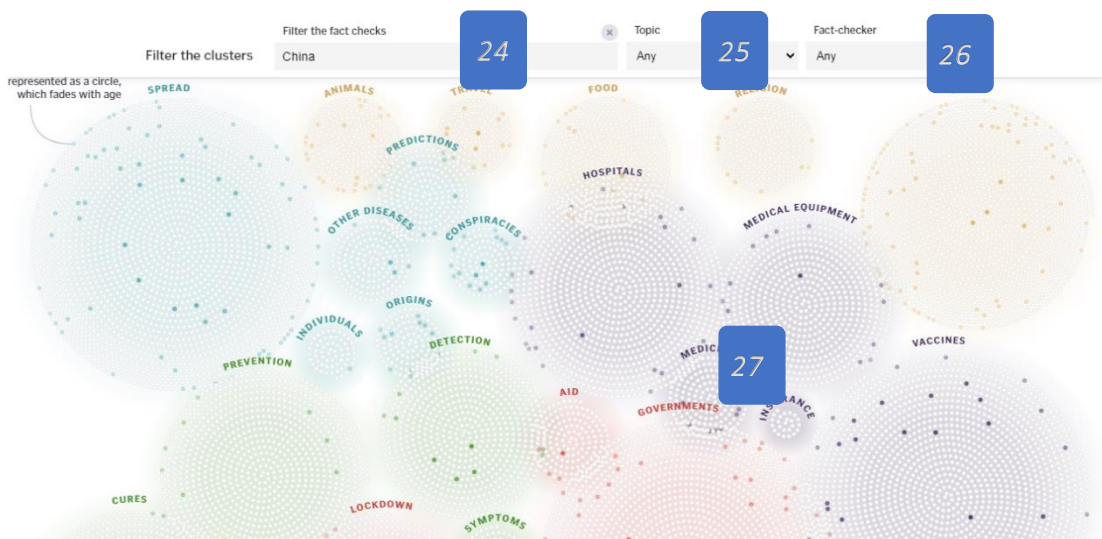 Filter the fact checks
Topic
Fact-checker
Filter the clusters
China
24
Any
25
Any
26
represented as a circle,
which fades with age
SPREAD
ANIMALS
FOOD
PREDICTIONS
HOSPITALS
OTHER DISEASES
CONSPIRACIES
MEDICAL EQUIPMENT
ORIGINS
INDIVIDUALS
DETECTION
PREVENTION
27
VACCINES
AID
GOVERNMENTS
CURES
LOCKDOWN
SYMPTOMS